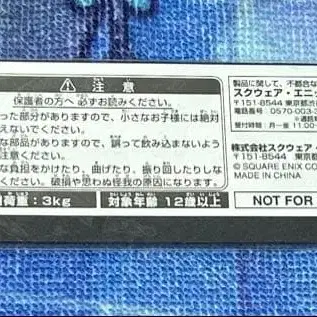 ⚠ 注 意
保護者の方へ 必ずお読みください。
った部分がありますので、小さなお子様には絶対
えないでください。
な部品がありますので、誤って飲み込まないよう
ださい。
な負担をかけたり、曲げたり、振り回したりしな
ください。破損や思わぬ怪我の原因になります。
荷重:3kg
対象年齢 12歳以上
製品に関して、不都合な
スクウェア・エニッ
〒151-8544 東京都渋
電話番号:0570-003-3
受付時間:月~金 11:00-
株式会社スクウェア・
〒151-8544 東京都
© SQUARE ENIX CO
MADE IN CHINA
NOT FOR